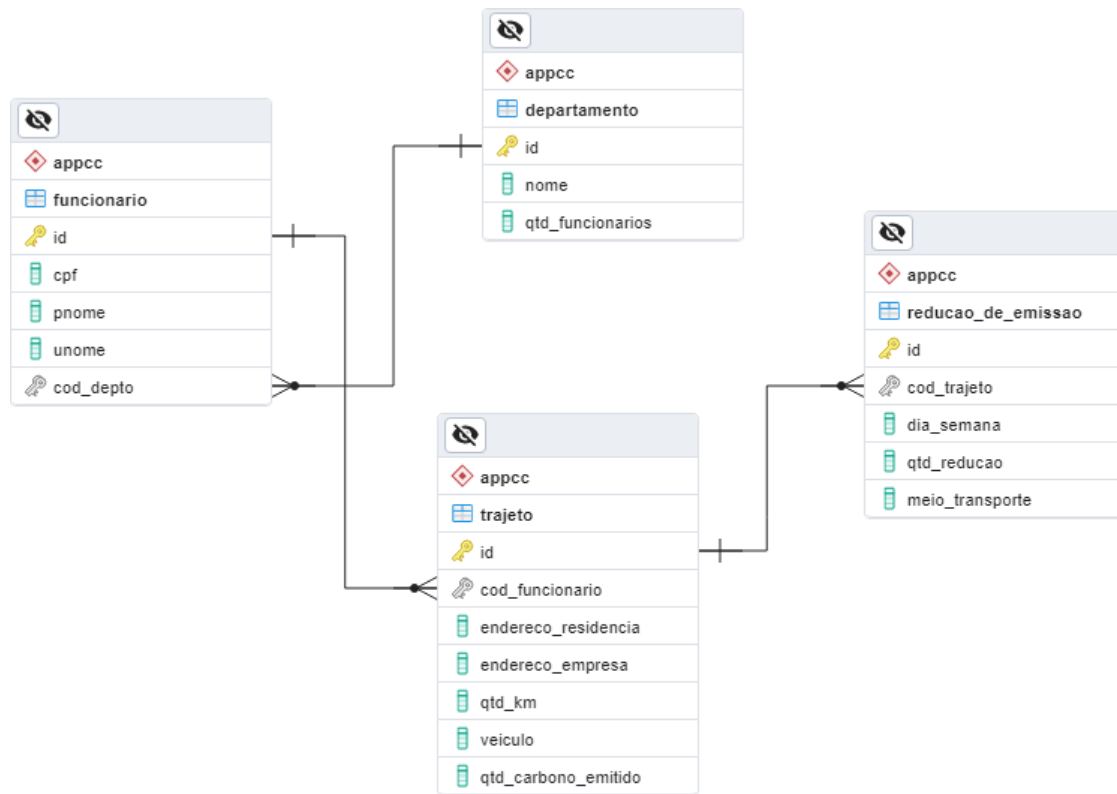 appcc
funcionario
id
cpf
pnome
unome
cod_depto
appcc
departamento
id
nome
qtd_funcionarios
appcc
trajeto
id
cod_funcionario
endereco_residencia
endereco_empresa
qtd_km
veiculo
qtd_carbono_emitido
appcc
reducao_de_emissao
id
cod_trajeto
dia_semana
qtd_reducao
meio_transporte